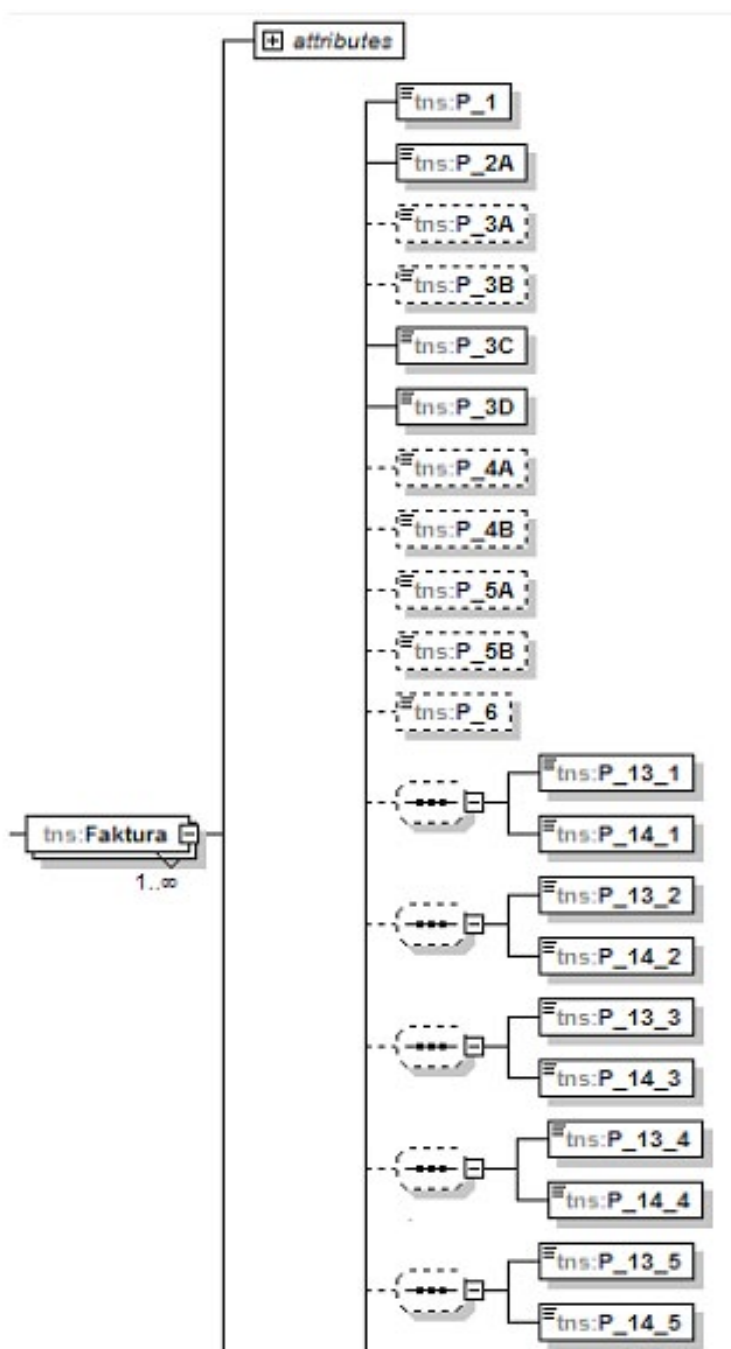 attributes
tns:P_1
tns:P_2A
tns:P_3A
tns:P_3B
tns:P_3C
tns:P_3D
tns:P_4A
tns:P_4B
tns:P_5A
tns:P_5B
tns:P_6
tns:P_13_1
tns:Faktura
tns:P_14_1
1..∞
tns:P_13_2
tns:P_14_2
tns:P_13_3
tns:P_14_3
tns:P_13_4
tns:P_14_4
tns:P_13_5
tns:P_14_5